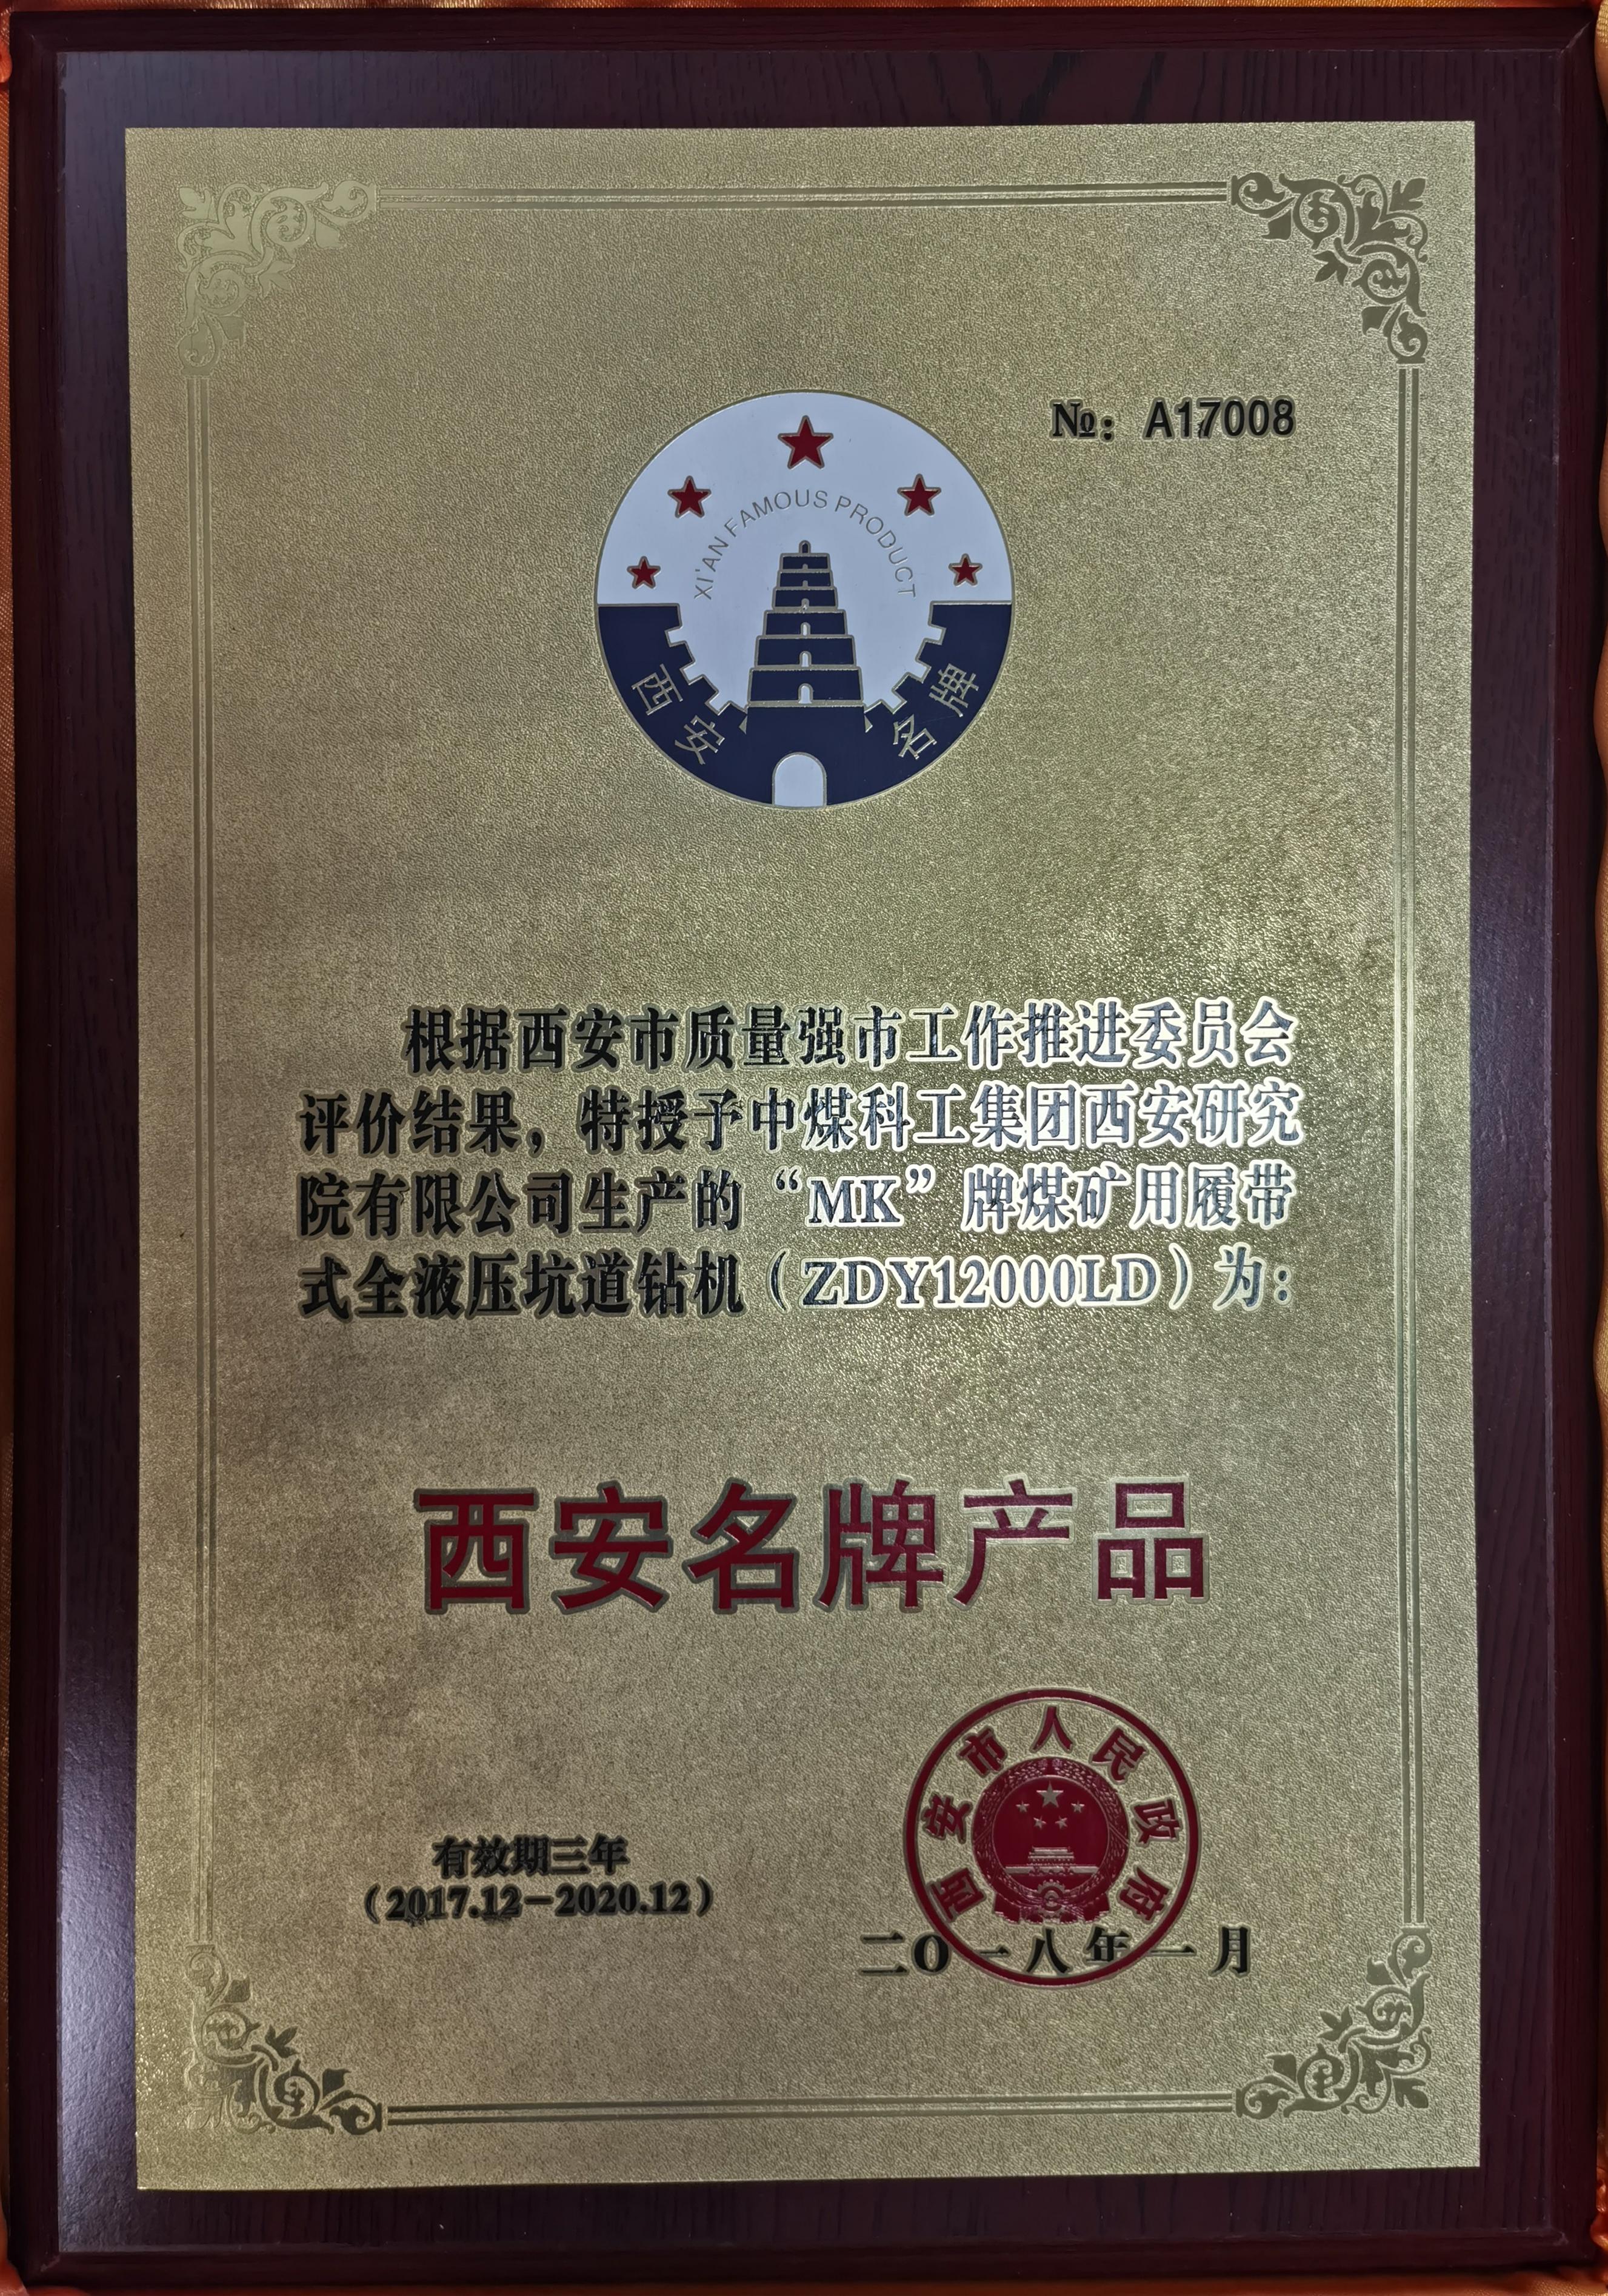 №：A17008
XI'AN FAMOUS PRODUCT
西安名牌
根据西安市质量强市工作推进委员会
评价结果，特授予中煤科工集团西安研究
院有限公司生产的“MK”牌煤矿用履带
式全液压坑道钻机（ZDY12000LD）为：
西安名牌产品
西安市人民政府
有效期三年
（2017.12－2020.12）
二〇一八年一月